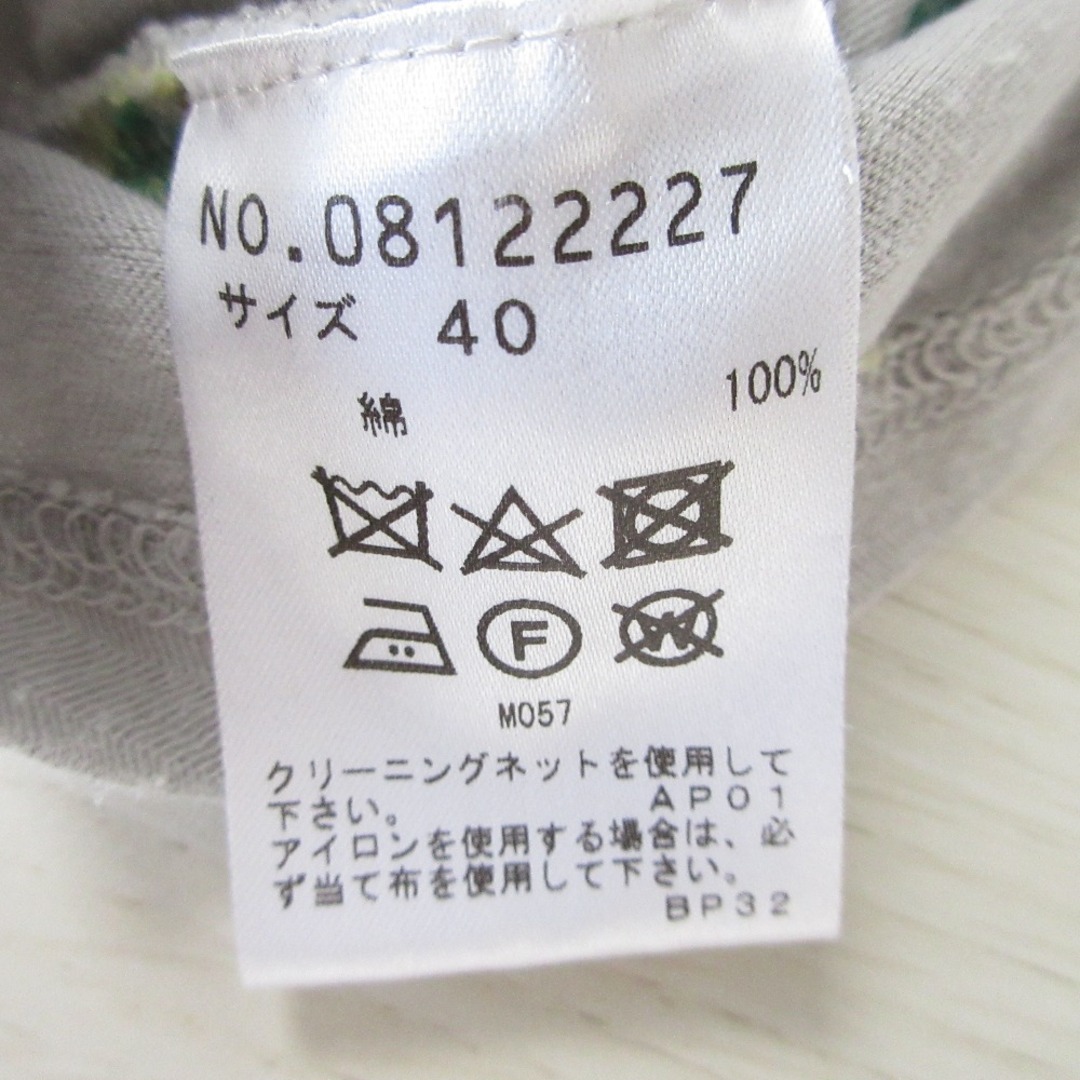 NO.08122227
サイズ 40
綿 100%
F W
M057
クリーニングネットを使用して
下さい。 AP01
アイロンを使用する場合は、必
ず当て布を使用して下さい。
BP32